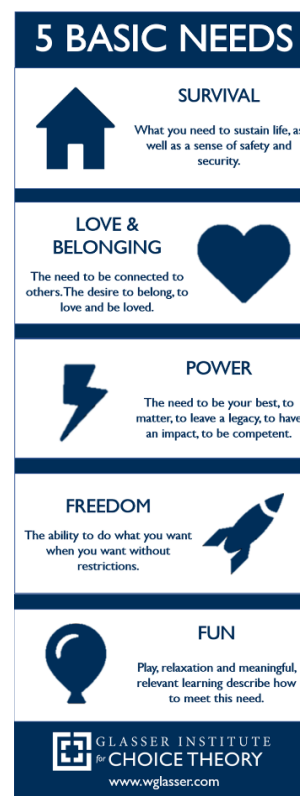 5 BASIC NEEDS
SURVIVAL
What you need to sustain life, as
well as a sense of safety and
security.
LOVE &
BELONGING
The need to be connected to
others. The desire to belong, to
love and be loved.
POWER
The need to be your best, to
matter, to leave a legacy, to have
an impact, to be competent.
FREEDOM
The ability to do what you want
when you want without
restrictions.
FUN
Play, relaxation and meaningful,
relevant learning describe how
to meet this need.
GLASSER INSTITUTE
for CHOICE THEORY
www.wglasser.com